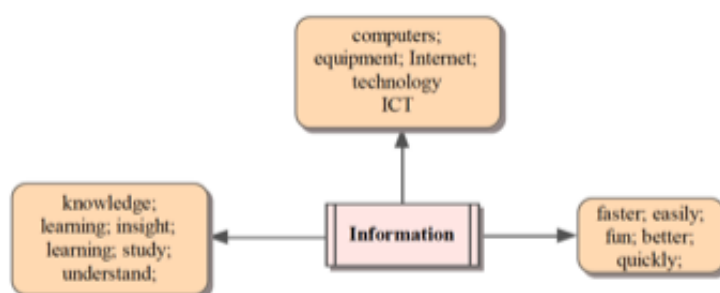 computers;
equipment; Internet;
technology
ICT
knowledge;
learning; insight;
learning; study;
understand;
Information
faster; easily;
fun; better;
quickly;